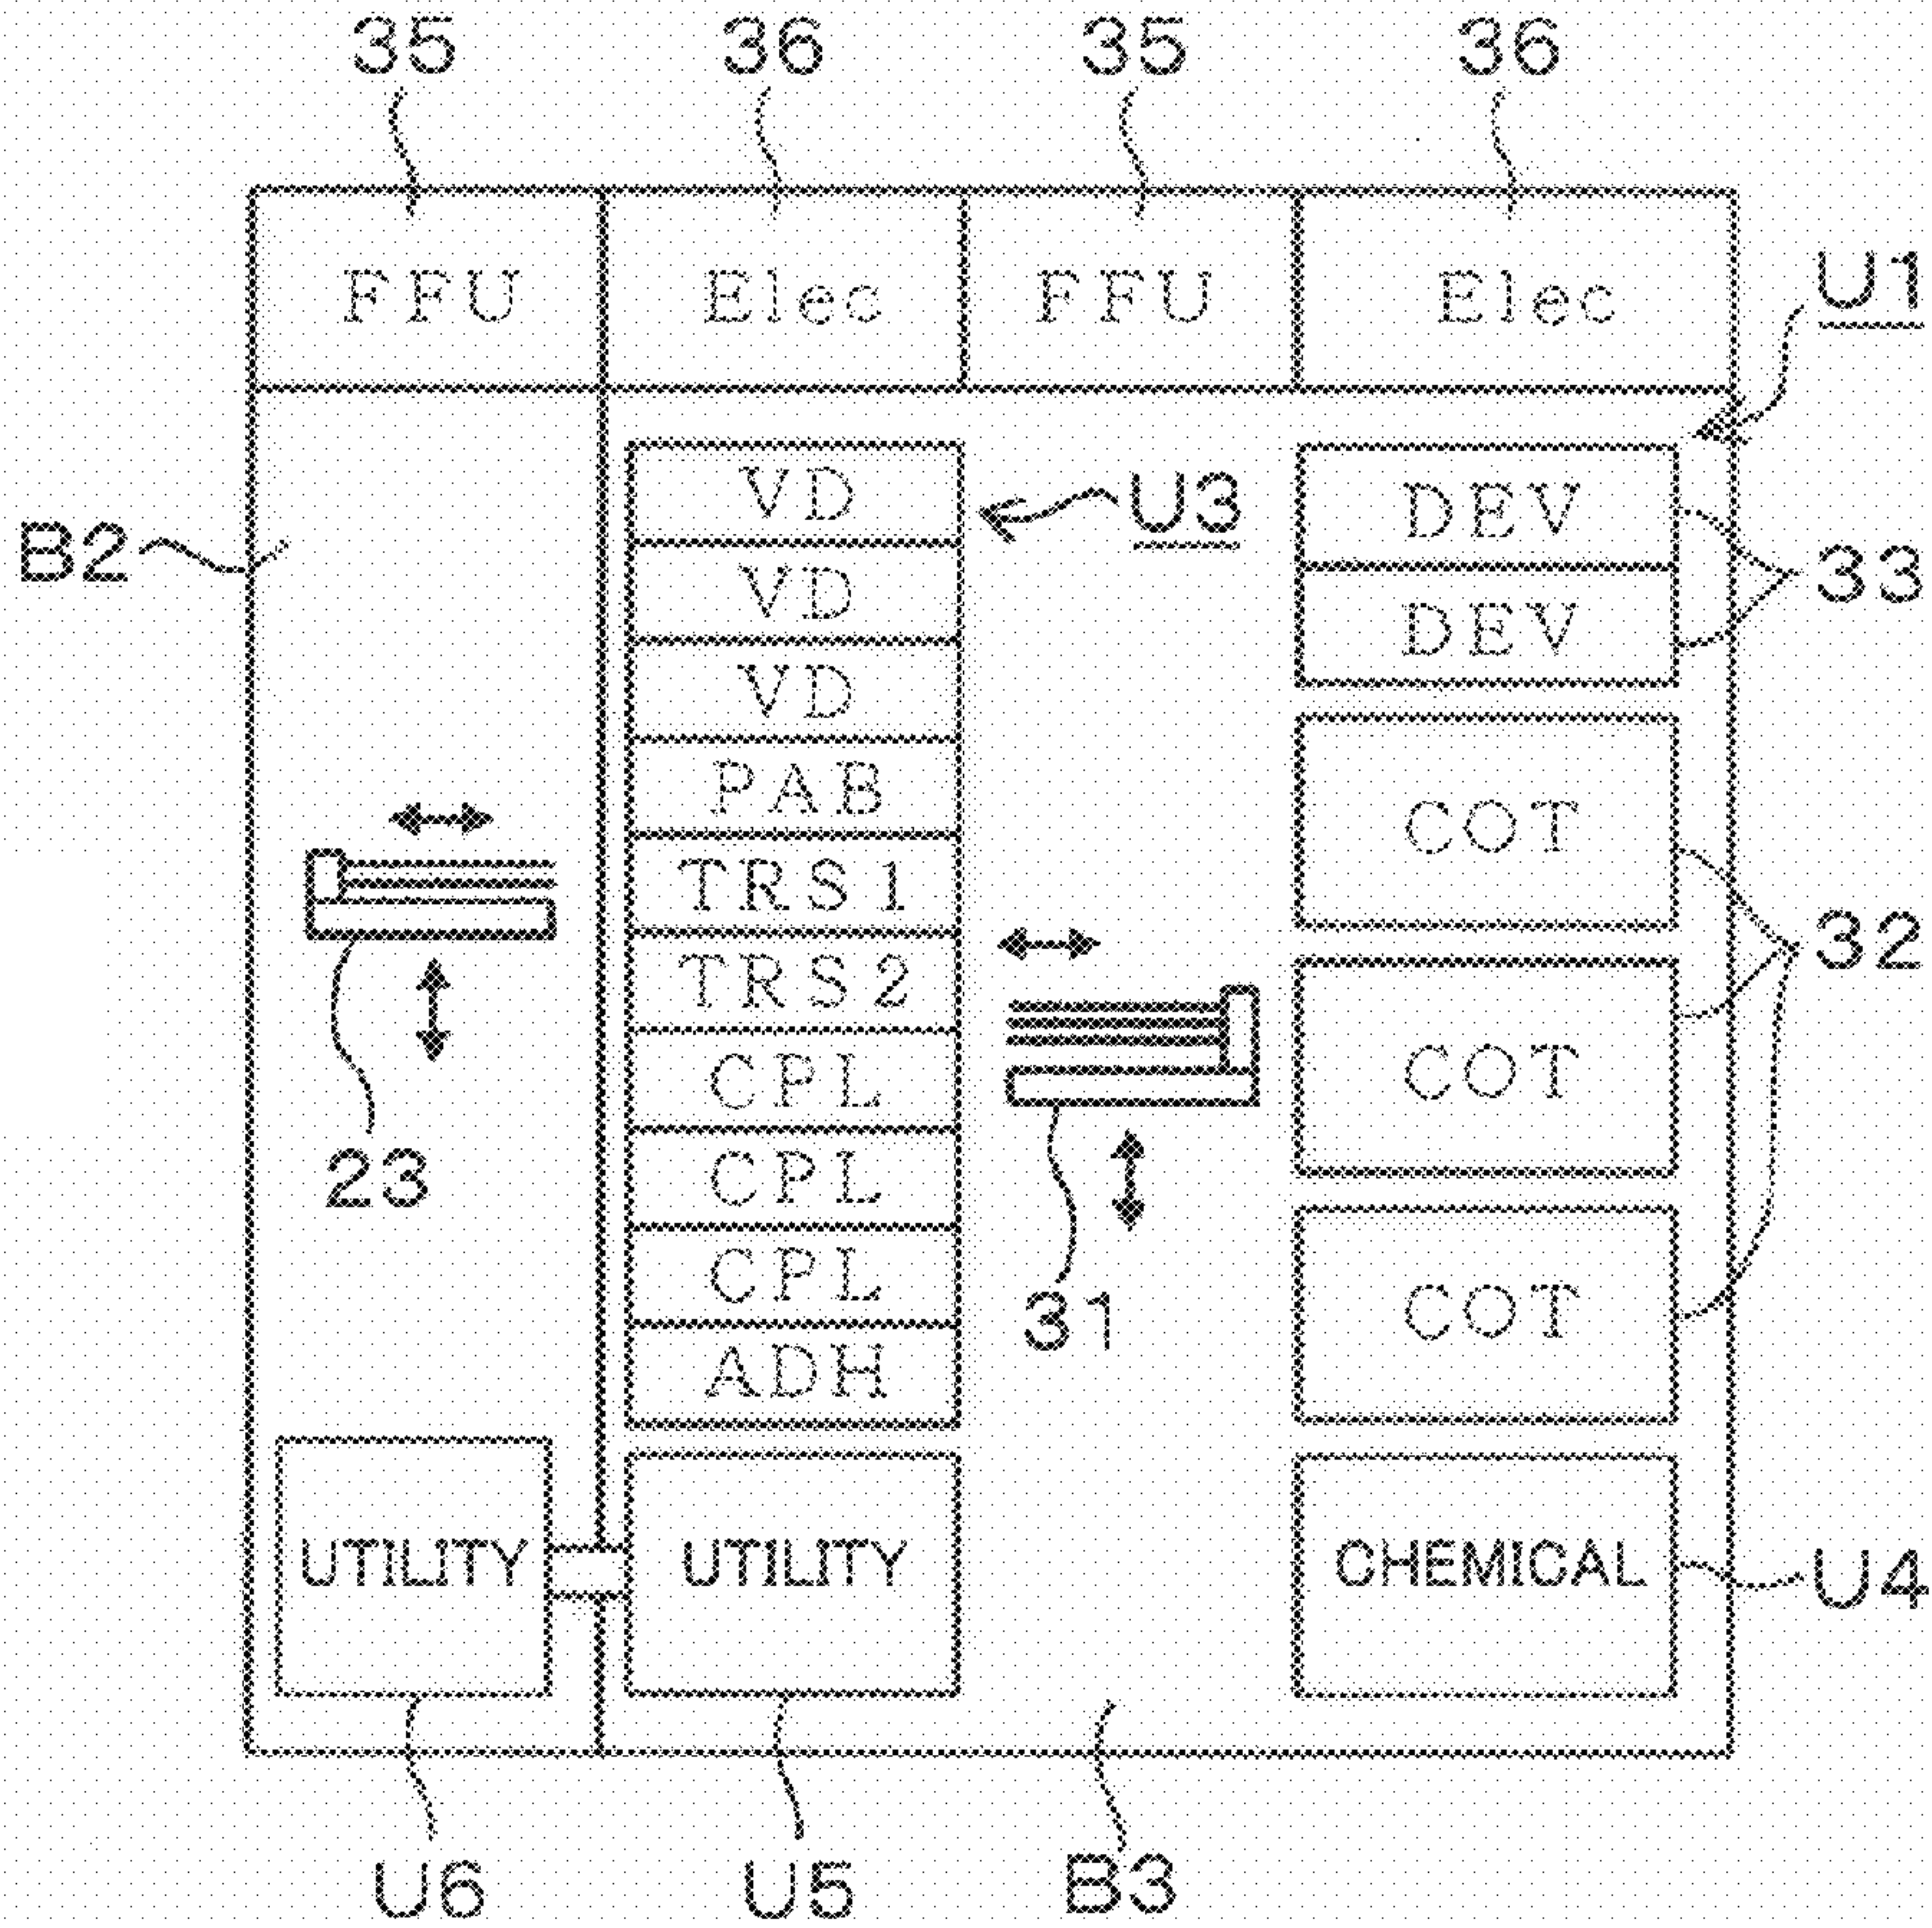 35 36 35 36
FFU Elec FFU Elec
U1
B2
VD
VD
VD
PAB
TRS1
TRS2
CPL
CPL
CPL
ADH
U3
DEV
DEV
33
COT
COT
COT
32
23
31
UTILITY UTILITY CHEMICAL U4
U6 U5 B3